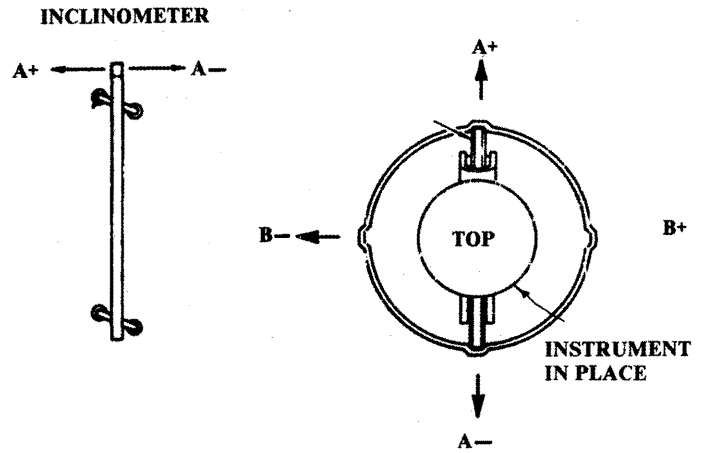 INCLINOMETER
A+
A—
A+
B—
TOP
B+
INSTRUMENT
IN PLACE
A—